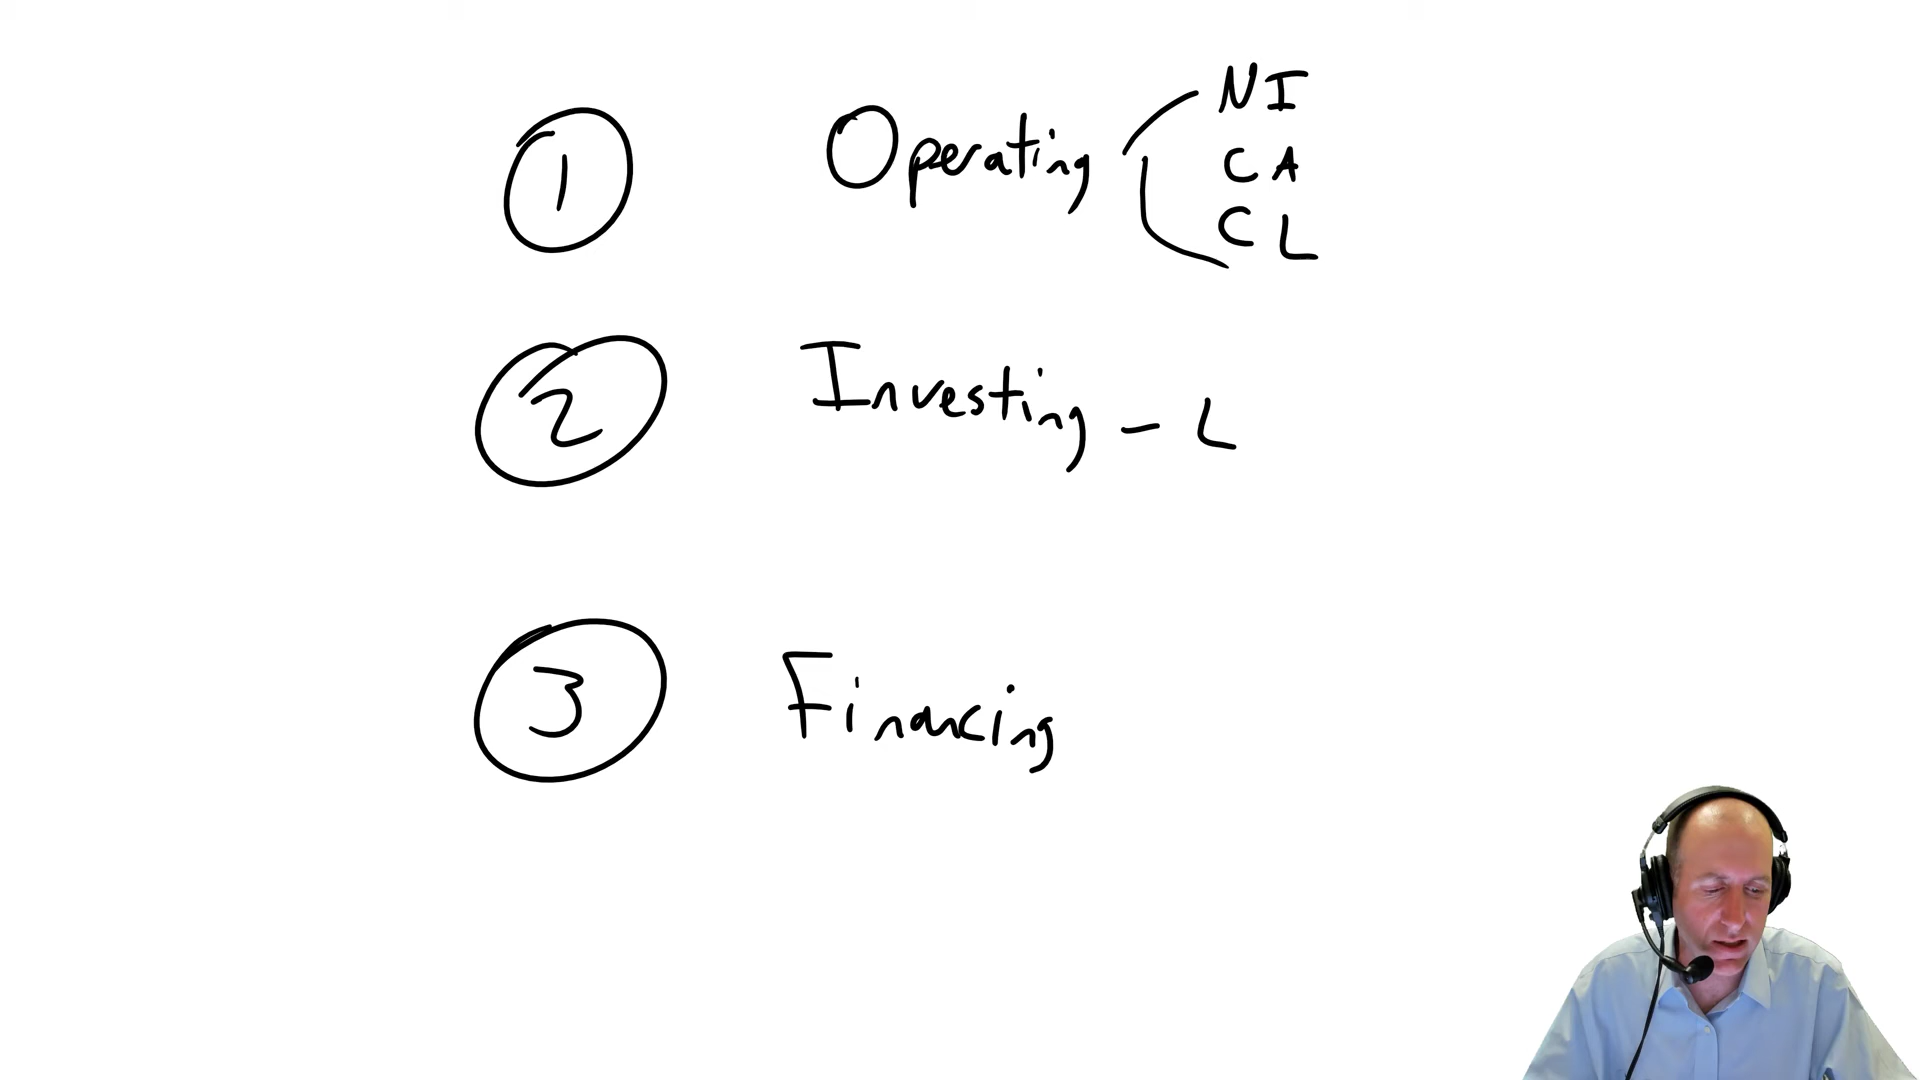 1 Operating NI
CA
CL
2 Investing - L
3 Financing